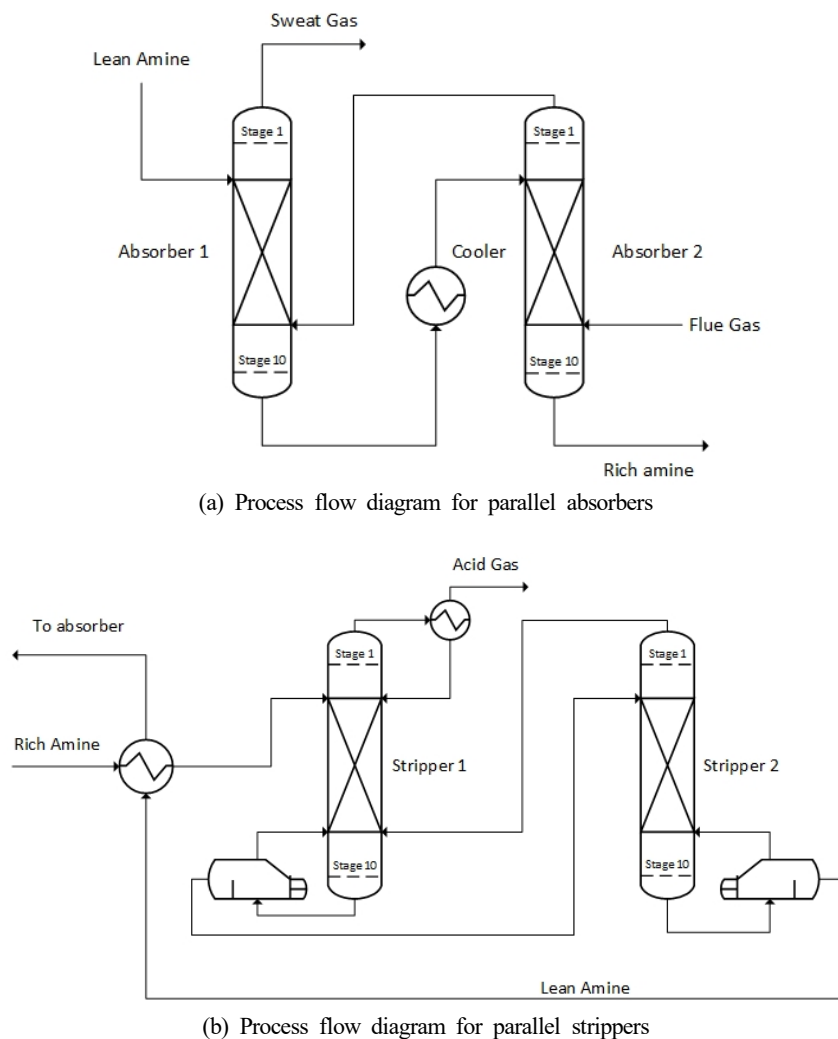 Sweat Gas
Lean Amine
Stage 1
Stage 1
Absorber 1
Cooler
Absorber 2
Flue Gas
Stage 10
Stage 10
Rich amine
(a) Process flow diagram for parallel absorbers
Acid Gas
To absorber
Stage 1
Stage 1
Rich Amine
Stripper 1
Stripper 2
Stage 10
Stage 10
Lean Amine
(b) Process flow diagram for parallel strippers